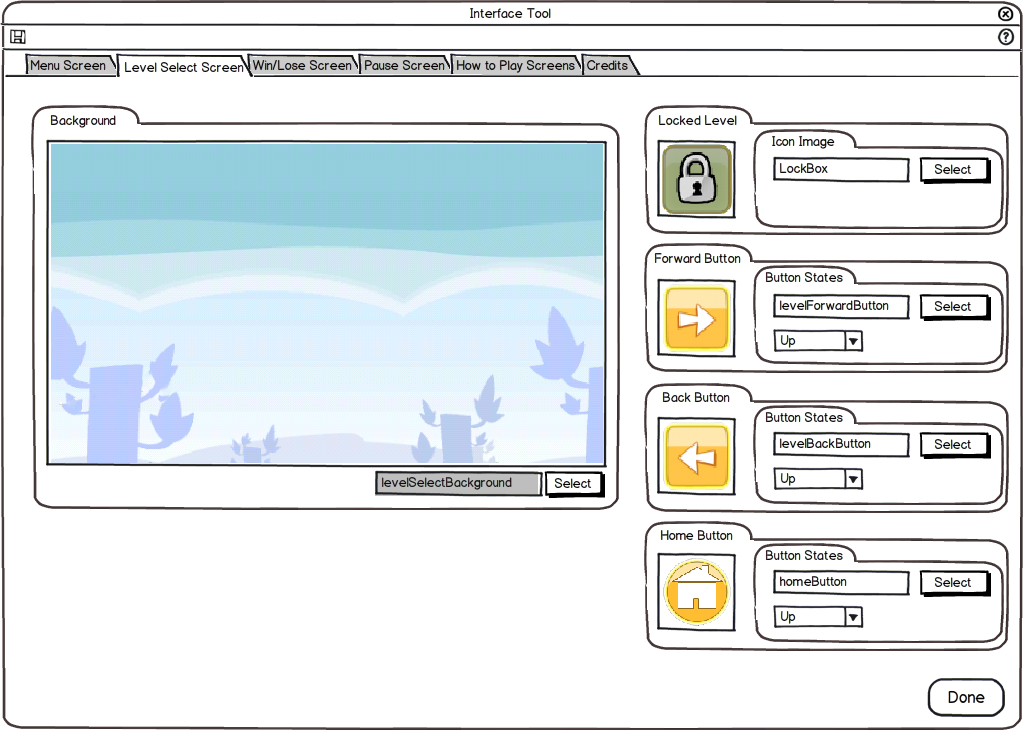 Interface Tool
Menu Screen
Level Select Screen
Win/Lose Screen
Pause Screen
How to Play Screens
Credits
Background
levelSelectBackground
Select
Locked Level
Icon Image
LockBox
Select
Forward Button
Button States
levelForwardButton
Select
Up
Back Button
Button States
levelBackButton
Select
Up
Home Button
Button States
homeButton
Select
Up
Done